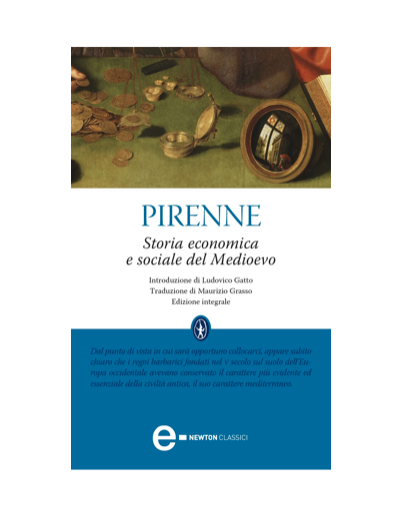 PIRENNE
Storia economica
e sociale del Medioevo
Introduzione di Ludovico Gatto
Traduzione di Maurizio Grasso
Edizione integrale
Dal punto di vista in cui sarà opportuno collocarci, appare subito
chiaro che i regni barbarici fondati nel V secolo sul suolo dell'Eu-
ropa occidentale avevano conservato il carattere più evidente ed
essenziale della civiltà antica, il suo carattere mediterraneo.
e NEWTON CLASSICI